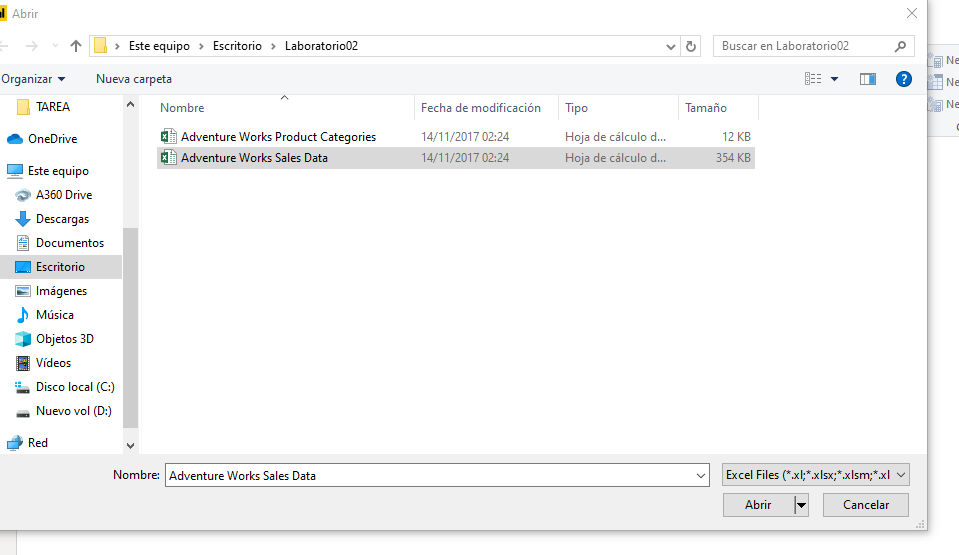 Abrir
Este equipo > Escritorio > Laboratorio02
Buscar en Laboratorio02
Organizar Nueva carpeta
TAREA
OneDrive
Este equipo
A360 Drive
Descargas
Documentos
Escritorio
Imágenes
Música
Objetos 3D
Vídeos
Disco local (C:)
Nuevo vol (D:)
Red
Nombre Fecha de modificación Tipo Tamaño
Adventure Works Product Categories 14/11/2017 02:24 Hoja de cálculo d... 12 KB
Adventure Works Sales Data 14/11/2017 02:24 Hoja de cálculo d... 354 KB
Nombre: Adventure Works Sales Data Excel Files (*.xl;*.xlsx;*.xlsm;*.xl
Abrir Cancelar
Ne
Ne
Ne